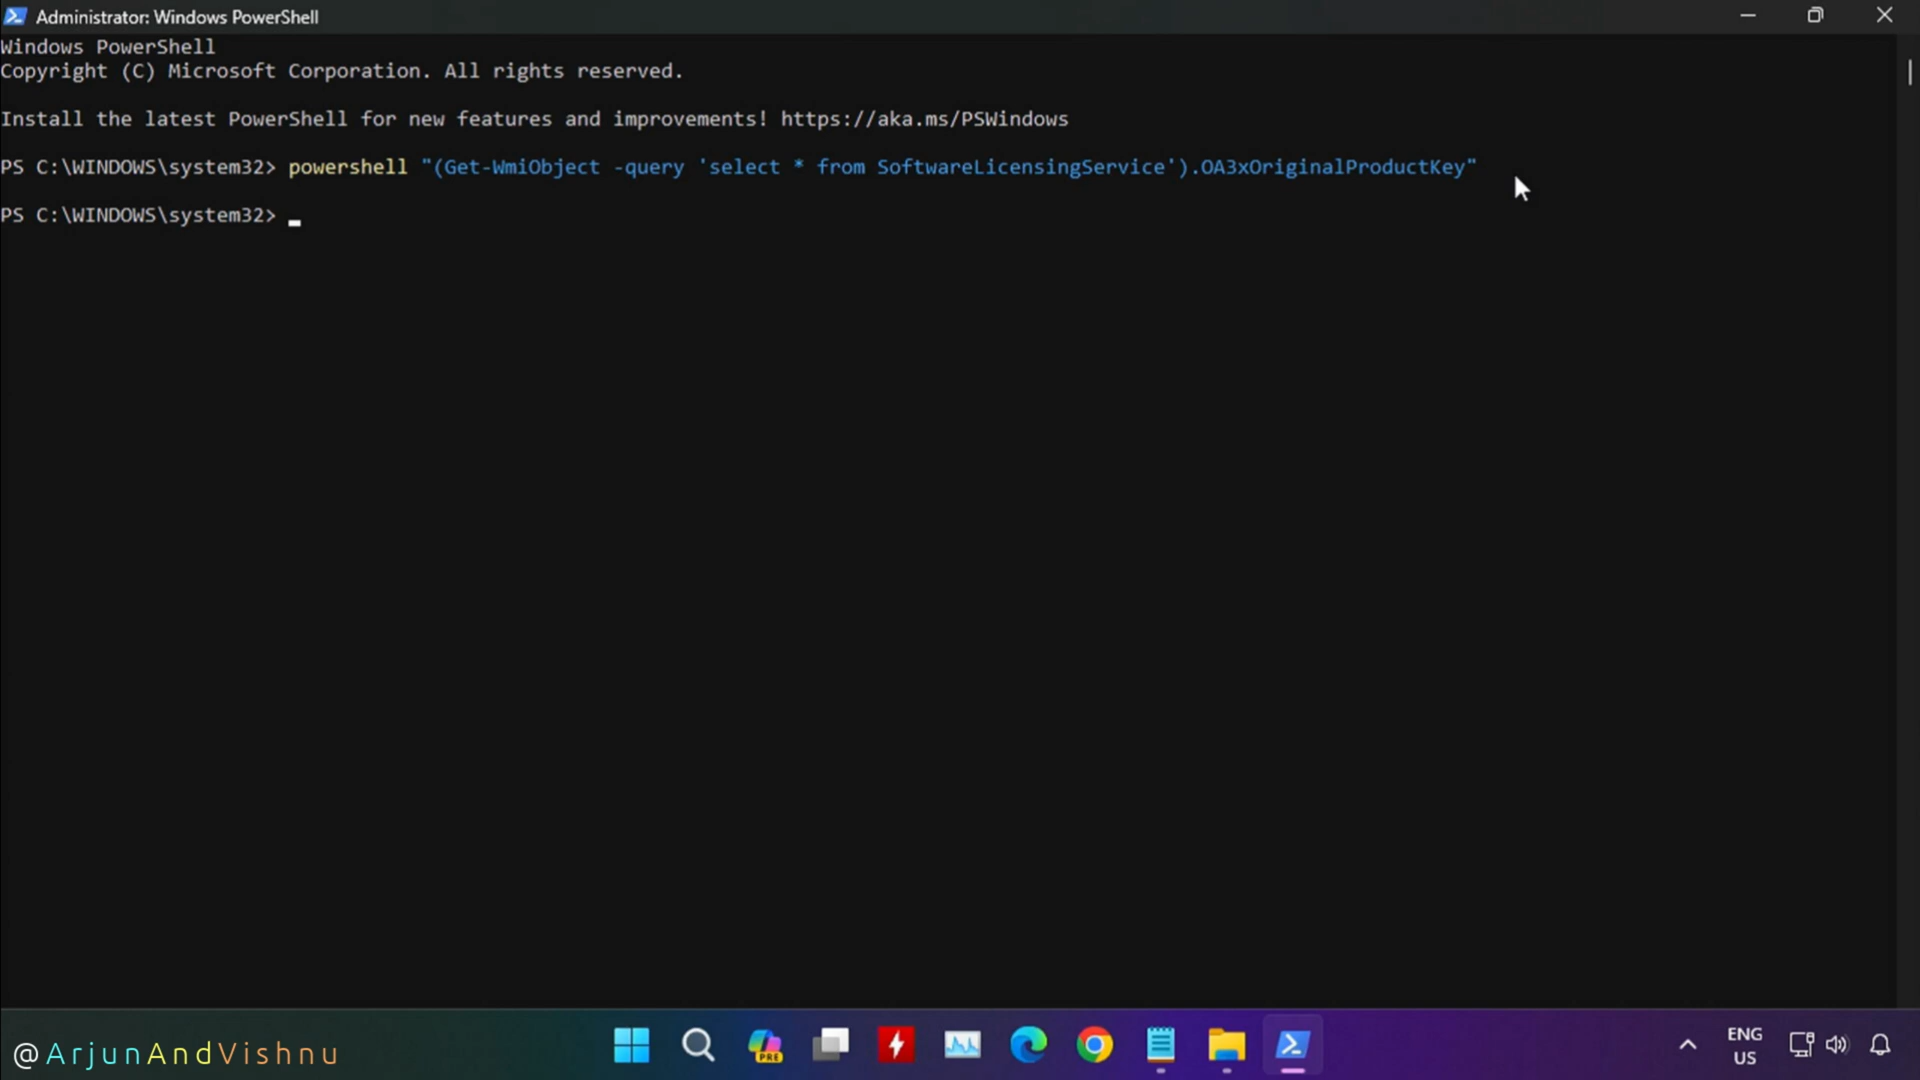 Administrator: Windows PowerShell
Windows PowerShell
Copyright (C) Microsoft Corporation. All rights reserved.
Install the latest PowerShell for new features and improvements! https://aka.ms/PSWindows
PS C:\WINDOWS\system32> powershell "(Get-WmiObject -query 'select * from SoftwareLicensingService').OA3xOriginalProductKey"
PS C:\WINDOWS\system32>
@ArjunAndVishnu
PRE
ENG
US